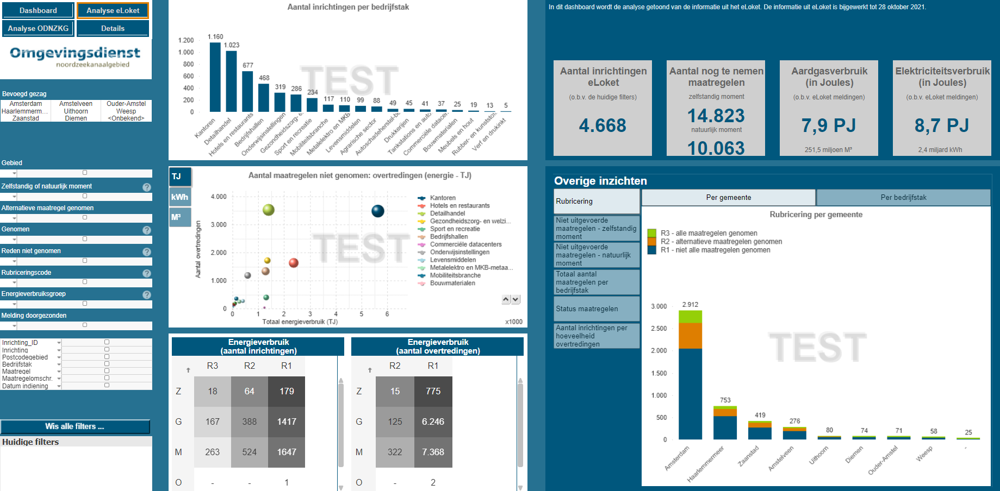 Dashboard
Analyse eLoket
Analyse ODNZKG
Details
Omgevingsdienst
noordzeekanaalgebied
Bevoegd gezag
Amsterdam Amstelveen Ouder-Amstel
Haarlemmerm... Uithoorn Weesp
Zaanstad Diemen <Onbekend>
Gebied
Zelfstandig of natuurlijk moment ?
Alternatieve maatregel genomen
Genomen ?
Reden niet genomen ?
Rubriceringscode ?
Energieverbruiksgroep ?
Melding doorgezonden
Inrichting_ID
Inrichting
Postcodegebied
Bedrijfstak
Maatregel
Maatregelomschr.
Datum indiening
Wis alle filters ...
Huidige filters
Aantal inrichtingen per bedrijfstak
1.200
1.000
800
600
400
200
0
1.160
1.023
677
468
319
286
234
117
110
99
88
49
45
41
37
25
19
13
5
TEST
Kantoren
Detailhandel
Hotels en restaurants
Bedrijfshallen
Onderwijsinstellingen
Gezondheidszorg-
Sport en recreatie
Mobiliteitsbranche
Metalelektro en MKB
Levensmiddelen
Agrarische sector
Autoschadeherstel-b
Drukkerijen
Tankstations en auto
Commerciële datacen
Bouwmaterialen
Meubels en hout
Rubber- en kunststof
Verf en drukinkt
TJ
kWh
M³
Aantal maatregelen niet genomen: overtredingen (energie - TJ)
Aantal overtredingen
4.000
3.000
2.000
1.000
0
0 1 2 3 4 5 6
Totaal energieverbruik (TJ)
x1000
TEST
Kantoren
Hotels en restaurants
Detailhandel
Gezondheidszorg- en welzi...
Sport en recreatie
Bedrijfshallen
Commerciële datacenters
Onderwijsinstellingen
Levensmiddelen
Metalelektro en MKB-metaa...
Mobiliteitsbranche
Bouwmaterialen
Energieverbruik
(aantal inrichtingen)
R3 R2 R1
Z 18 64 179
G 167 388 1417
M 263 524 1647
O - - 1
Energieverbruik
(aantal overtredingen)
R2 R1
Z 15 775
G 125 6.246
M 322 7.368
O - 2
In dit dashboard wordt de analyse getoond van de informatie uit het eLoket. De informatie uit eLoket is bijgewerkt tot 28 oktober 2021.
Aantal inrichtingen
eLoket
(o.b.v. de huidige filters)
4.668
Aantal nog te nemen
maatregelen
zelfstandig moment
14.823
natuurlijk moment
10.063
Aardgasverbruik
(in Joules)
(o.b.v. eLoket meldingen)
7,9 PJ
251,5 miljoen M³
Elektriciteitsverbruik
(in Joules)
(o.b.v. eLoket meldingen)
8,7 PJ
2,4 miljard kWh
Overige inzichten
Rubricering
Niet uitgevoerde
maatregelen - zelfstandig
moment
Niet uitgevoerde
maatregelen - natuurlijk
moment
Totaal aantal
maatregelen per
bedrijfstak
Status maatregelen
Aantal inrichtingen per
hoeveelheid
overtredingen
Per gemeente
Per bedrijfstak
Rubricering per gemeente
R3 - alle maatregelen genomen
R2 - alternatieve maatregelen genomen
R1 - niet alle maatregelen genomen
TEST
3.000
2.500
2.000
1.500
1.000
500
0
2.912
753
419
276
80
74
71
58
25
Amsterdam
Haarlemmermeer
Zaanstad
Amstelveen
Uithoorn
Diemen
Ouder-Amstel
Weesp
-